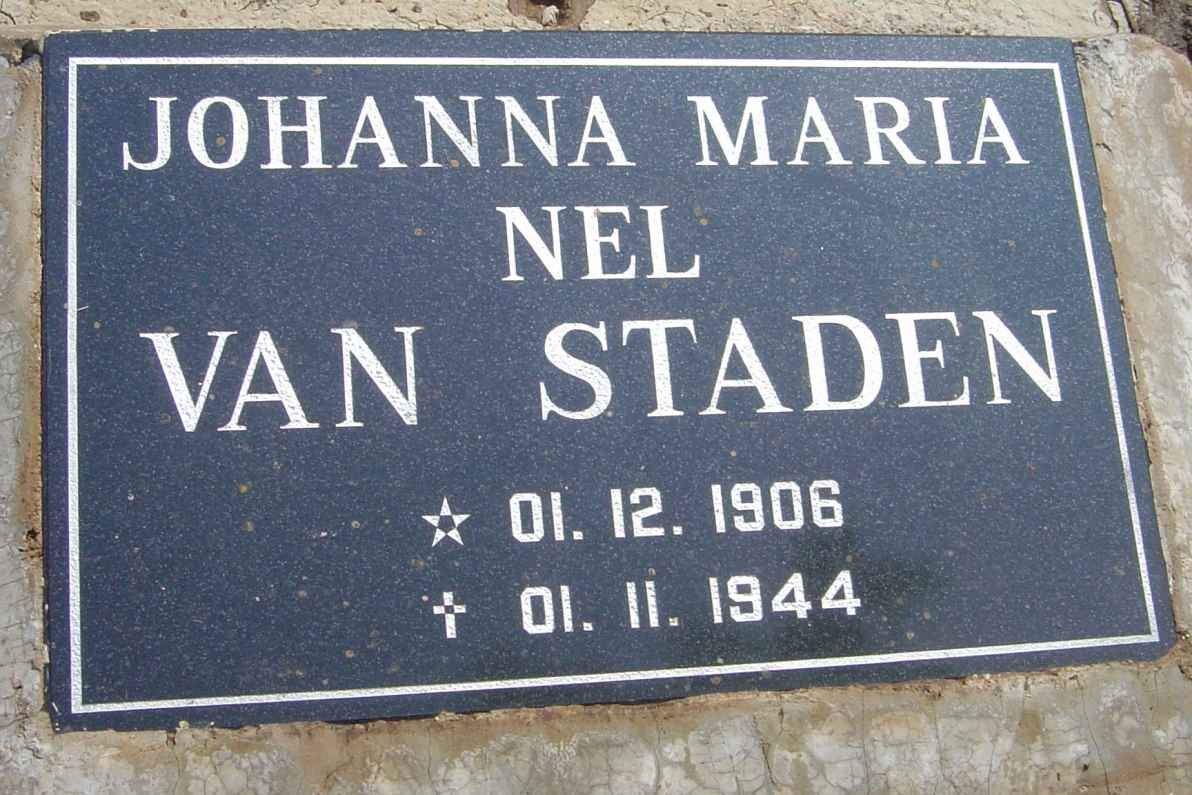 JOHANNA MARIA
NEL
VAN STADEN
☆ 01. 12. 1906
✝ 01. 11. 1944